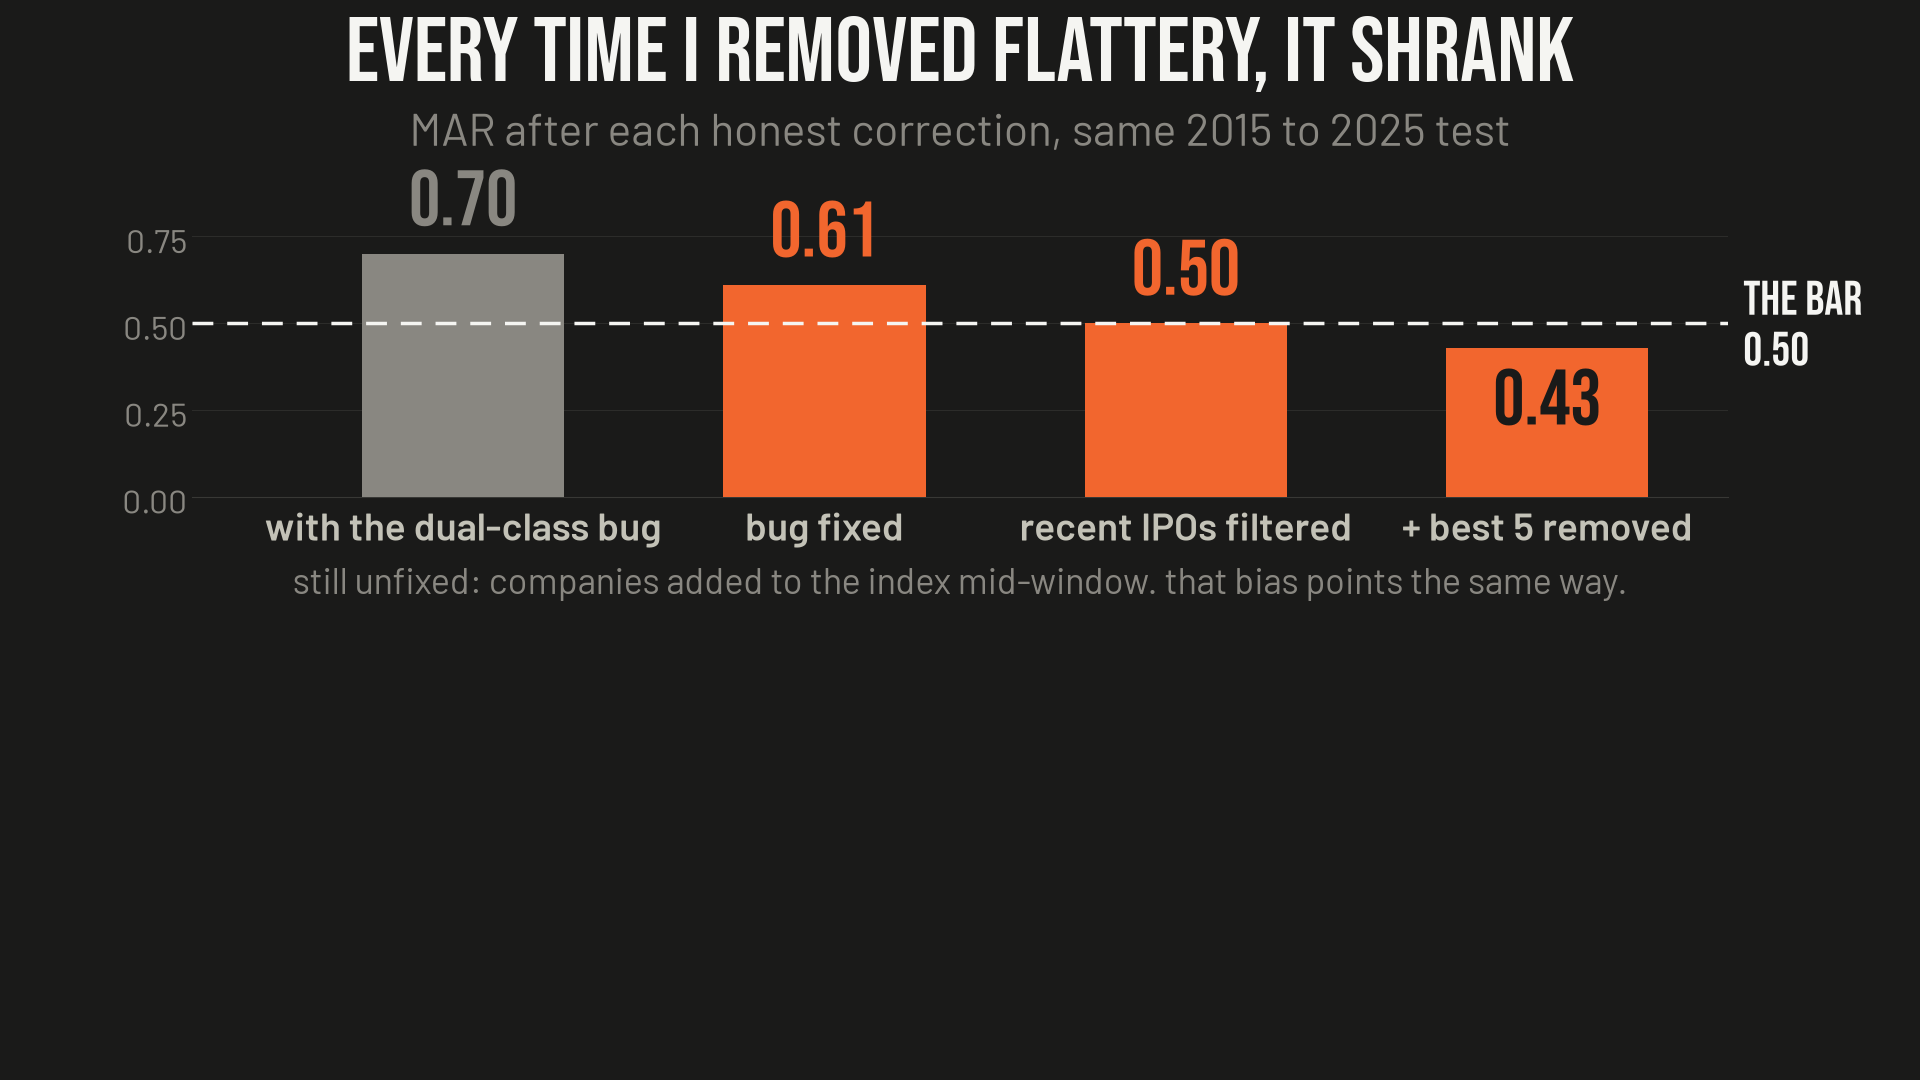 EVERY TIME I REMOVED FLATTERY, IT SHRANK
MAR after each honest correction, same 2015 to 2025 test
0.70
0.61
0.50
0.43
0.75
0.50
0.25
0.00
THE BAR
0.50
with the dual-class bug
bug fixed
recent IPOs filtered
+ best 5 removed
still unfixed: companies added to the index mid-window. that bias points the same way.